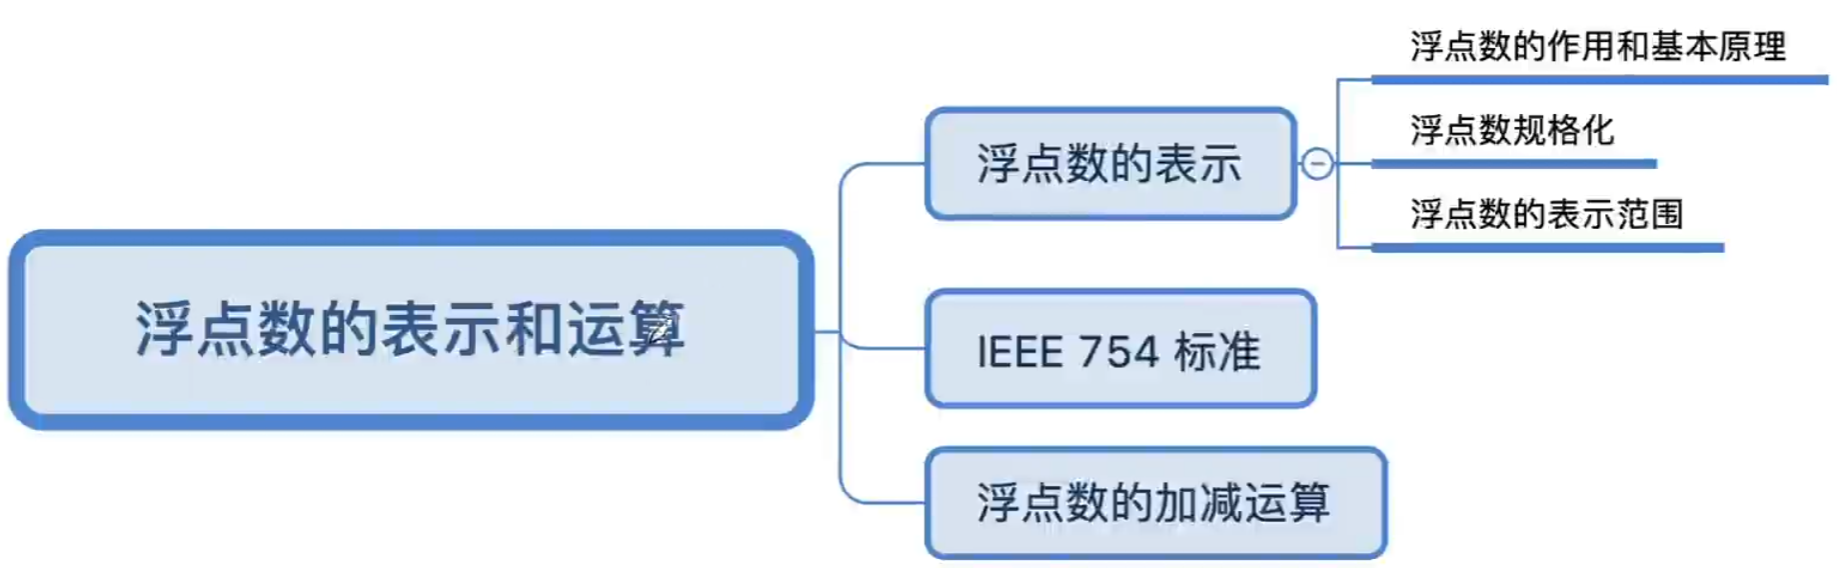 浮点数的表示和运算
浮点数的表示
浮点数的作用和基本原理
浮点数规格化
浮点数的表示范围
IEEE 754 标准
浮点数的加减运算